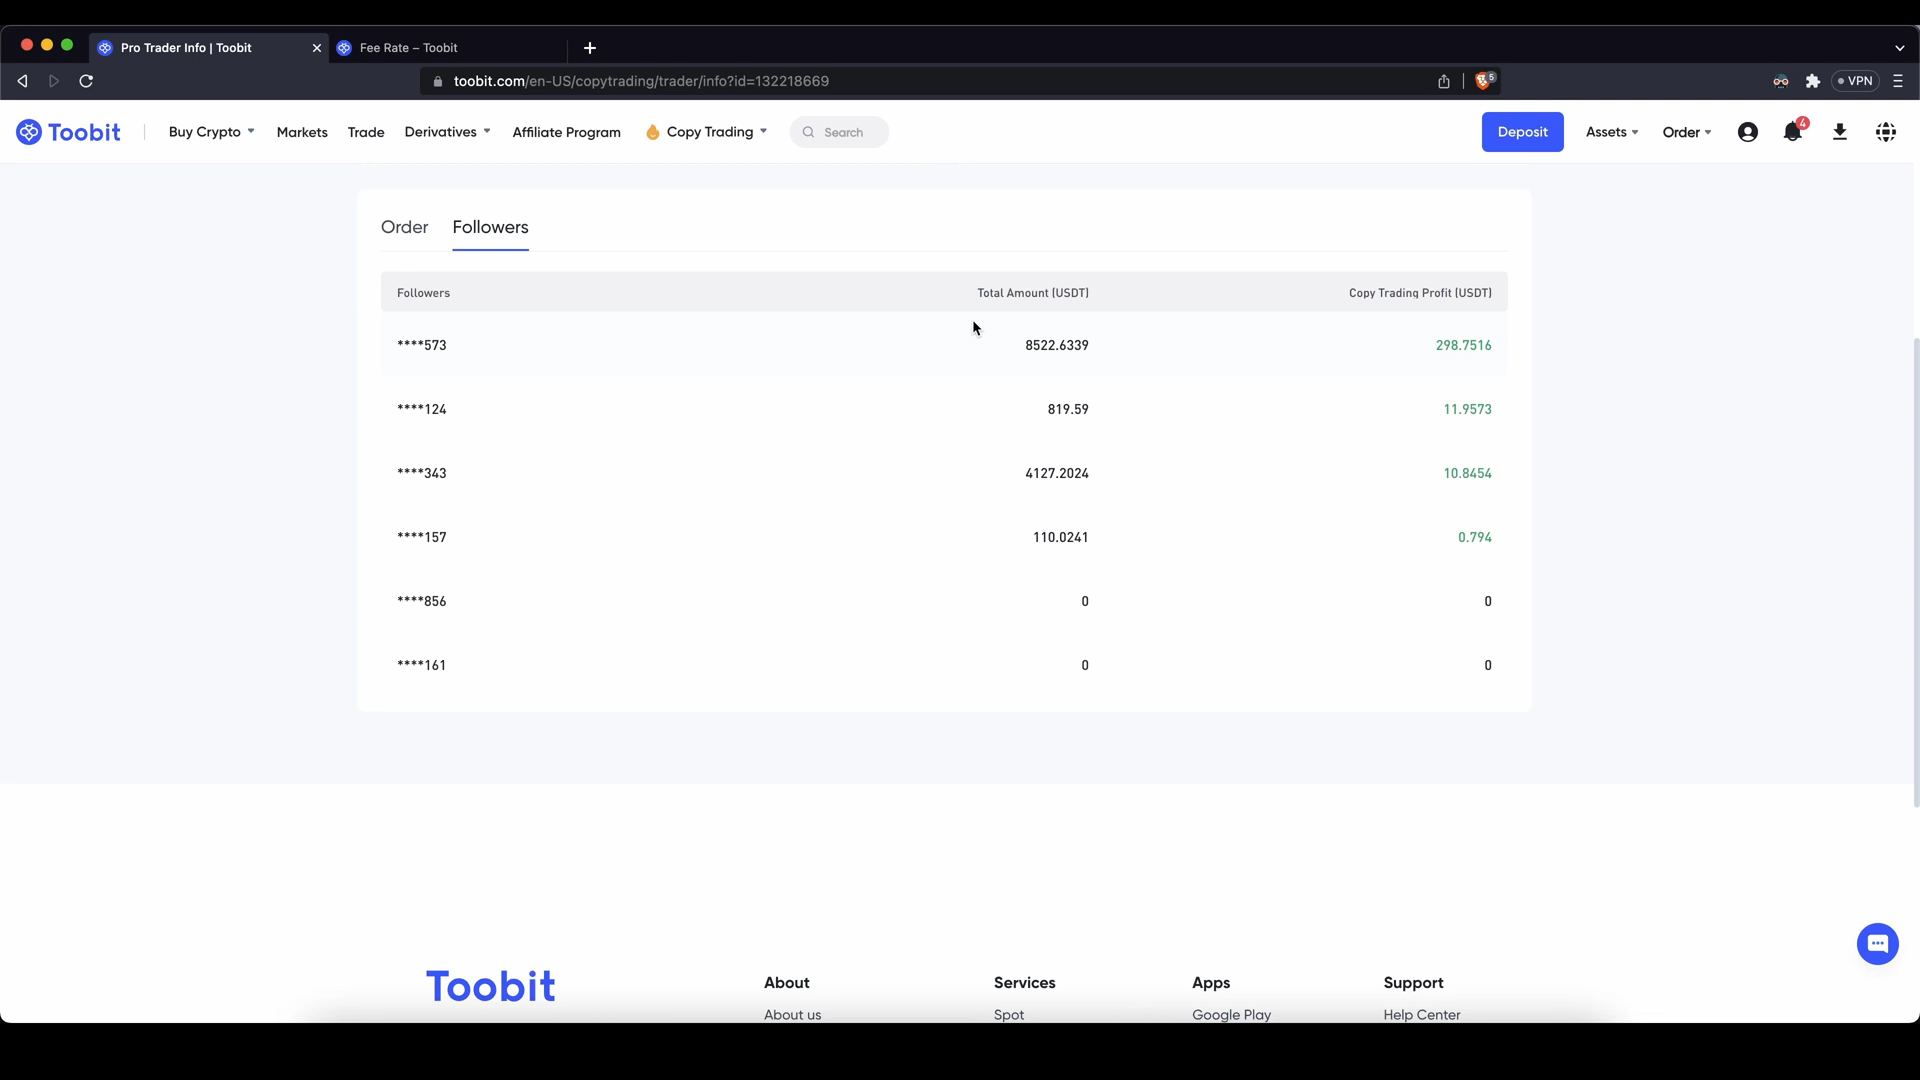 Pro Trader Info | Toobit
Fee Rate – Toobit
toobit.com/en-US/copytrading/trader/info?id=132218669
5
VPN
Toobit
Buy Crypto
Markets
Trade
Derivatives
Affiliate Program
Copy Trading
Search
Deposit
Assets
Order
4
Order
Followers
Followers
Total Amount (USDT)
Copy Trading Profit (USDT)
****573
8522.6339
298.7516
****124
819.59
11.9573
****343
4127.2024
10.8454
****157
110.0241
0.794
****856
0
0
****161
0
0
Toobit
About
Services
Apps
Support
About us
Spot
Google Play
Help Center